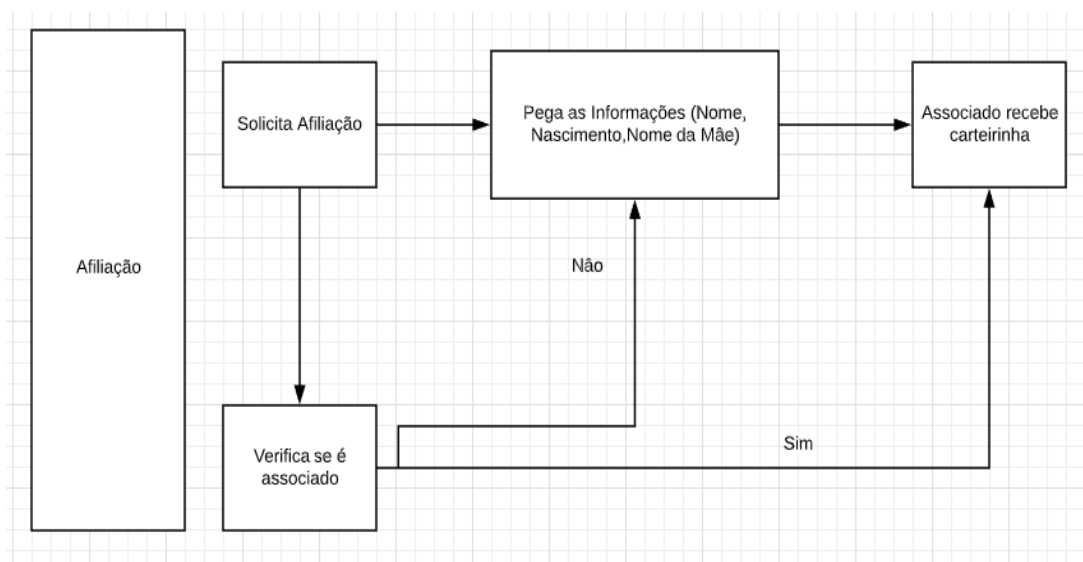 Afiliação
Solicita Afiliação
Pega as Informações (Nome,
Nascimento,Nome da Mâe)
Associado recebe
carteirinha
Nâo
Verifica se é
associado
Sim